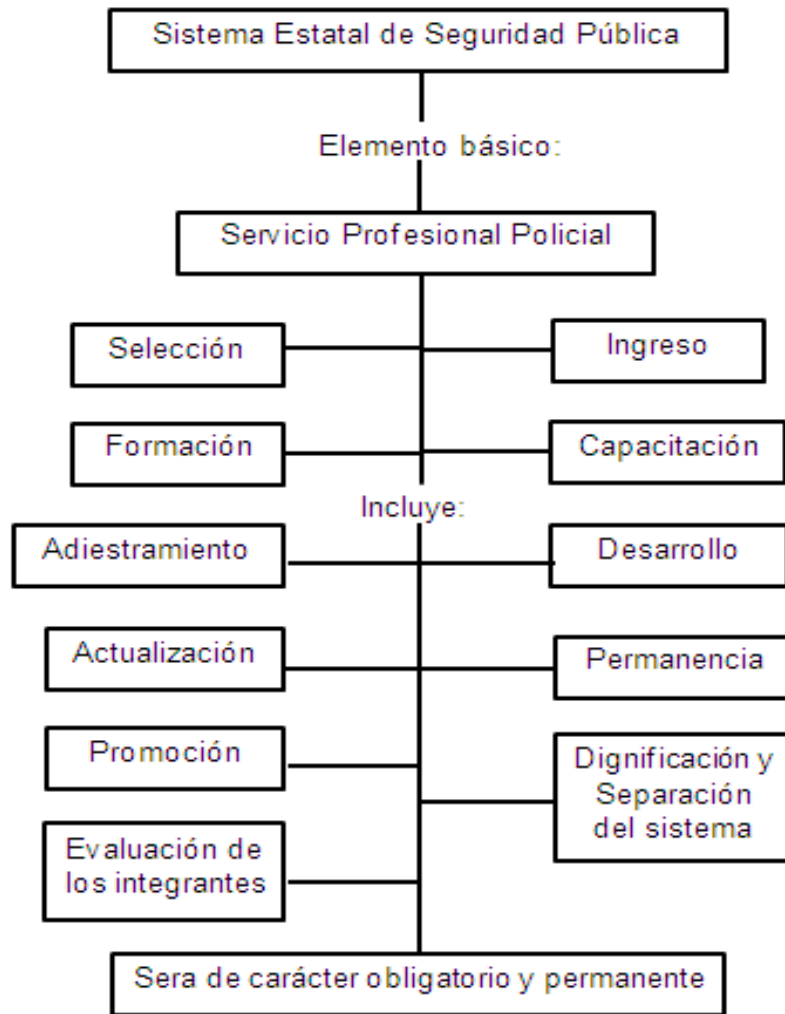 Sistema Estatal de Seguridad Pública
Elemento básico:
Servicio Profesional Policial
Selección
Ingreso
Formación
Capacitación
Incluye:
Adiestramiento
Desarrollo
Actualización
Permanencia
Promoción
Dignificación y
Separación
del sistema
Evaluación de
los integrantes
Sera de carácter obligatorio y permanente